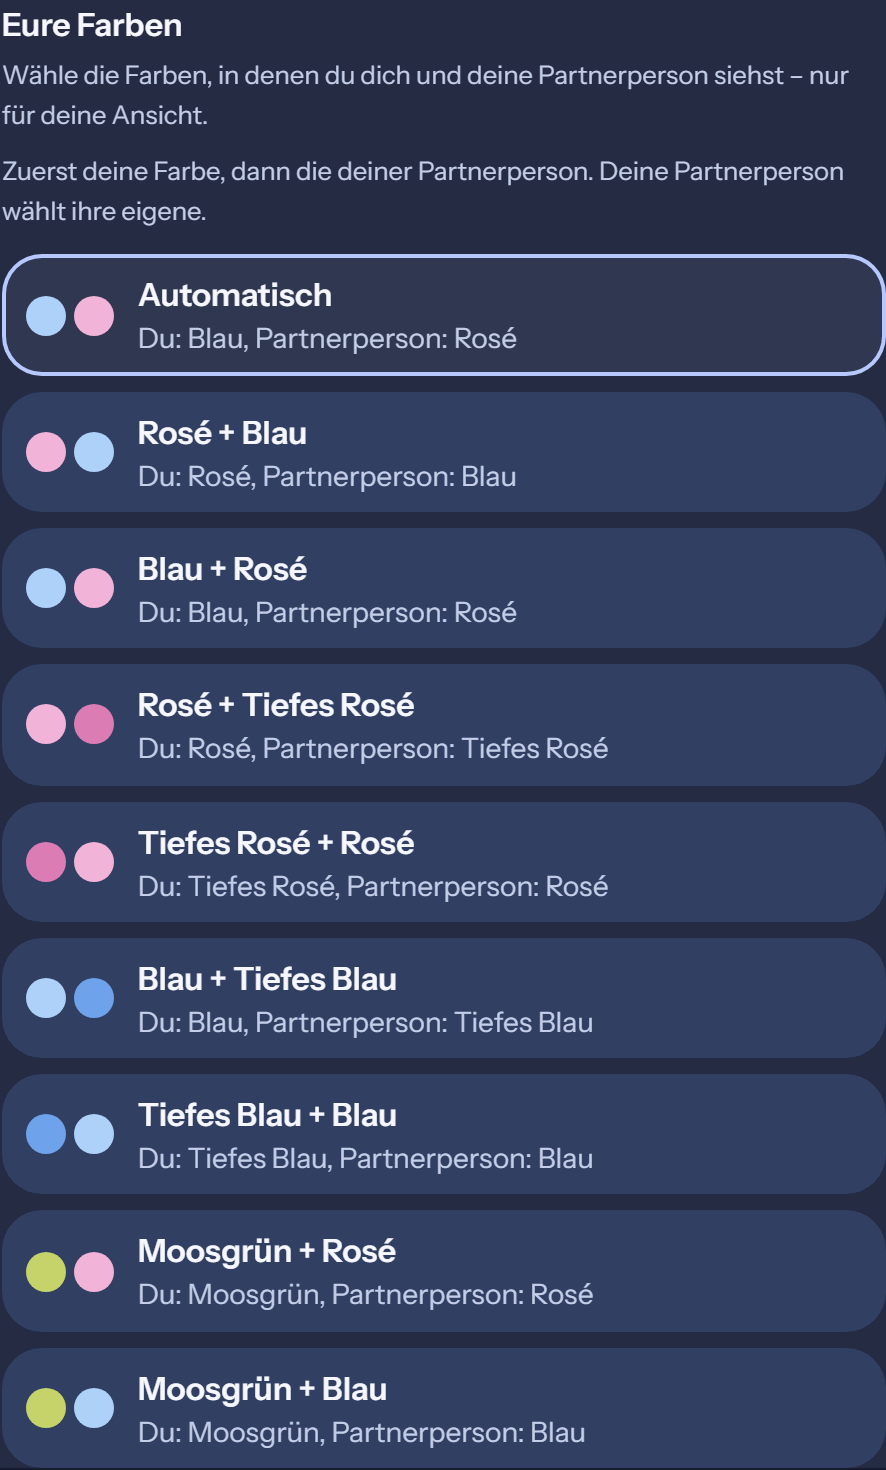 Eure Farben
Wähle die Farben, in denen du dich und deine Partnerperson siehst – nur
für deine Ansicht.
Zuerst deine Farbe, dann die deiner Partnerperson. Deine Partnerperson
wählt ihre eigene.
Automatisch
Du: Blau, Partnerperson: Rosé
Rosé + Blau
Du: Rosé, Partnerperson: Blau
Blau + Rosé
Du: Blau, Partnerperson: Rosé
Rosé + Tiefes Rosé
Du: Rosé, Partnerperson: Tiefes Rosé
Tiefes Rosé + Rosé
Du: Tiefes Rosé, Partnerperson: Rosé
Blau + Tiefes Blau
Du: Blau, Partnerperson: Tiefes Blau
Tiefes Blau + Blau
Du: Tiefes Blau, Partnerperson: Blau
Moosgrün + Rosé
Du: Moosgrün, Partnerperson: Rosé
Moosgrün + Blau
Du: Moosgrün, Partnerperson: Blau